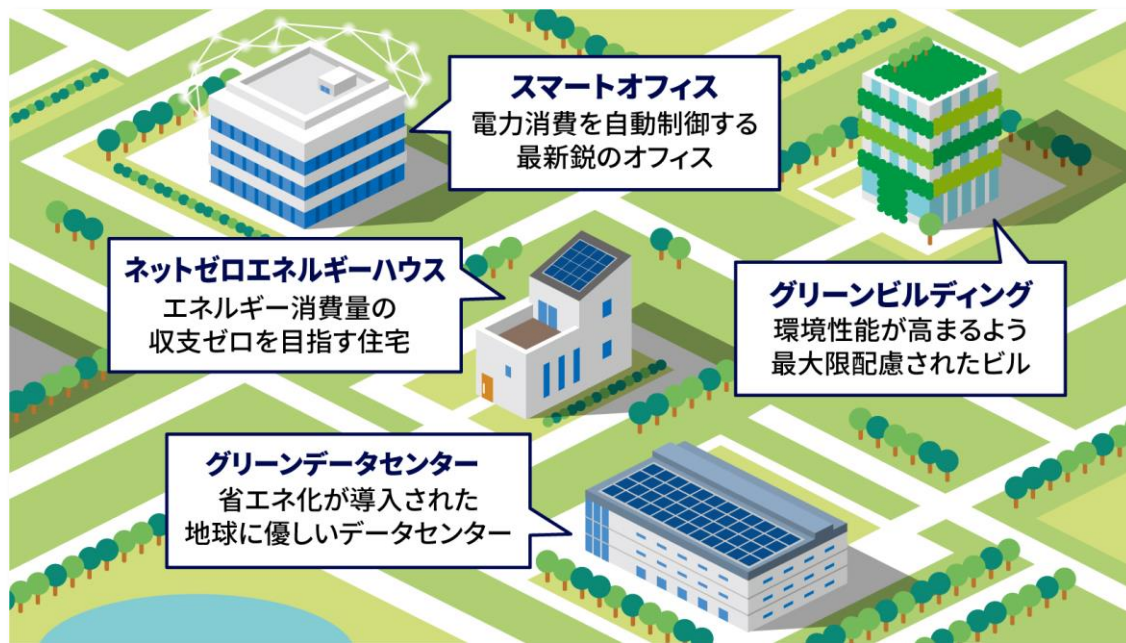 スマートオフィス
電力消費を自動制御する
最新鋭のオフィス
ネットゼロエネルギーハウス
エネルギー消費量の
収支ゼロを目指す住宅
グリーンビルディング
環境性能が高まるよう
最大限配慮されたビル
グリーンデータセンター
省エネ化が導入された
地球に優しいデータセンター